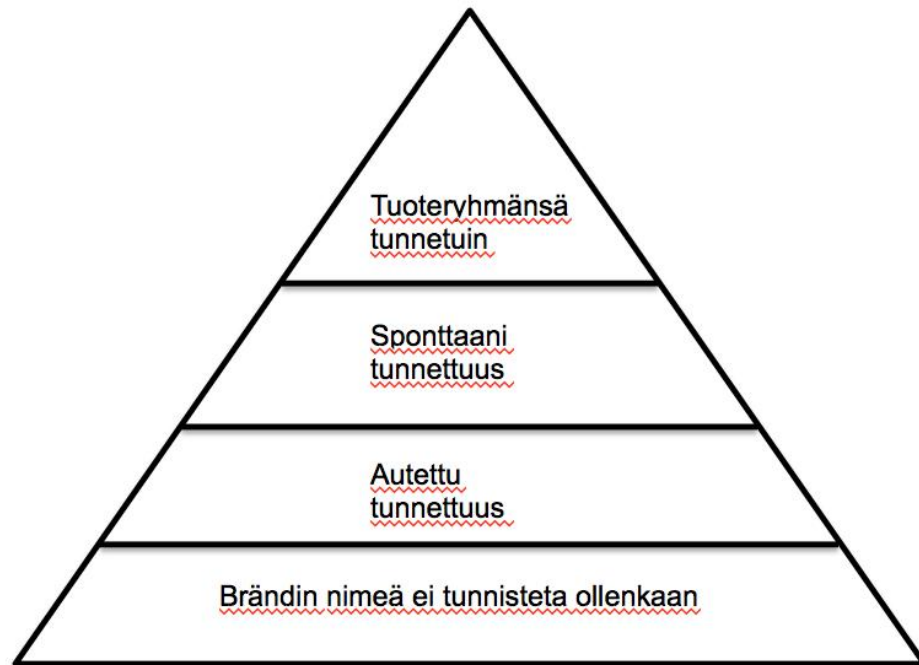 Tuoteryhmänsä
tunnetuin
Sponttaani
tunnettuus
Autettu
tunnettuus
Brändin nimeä ei tunnisteta ollenkaan